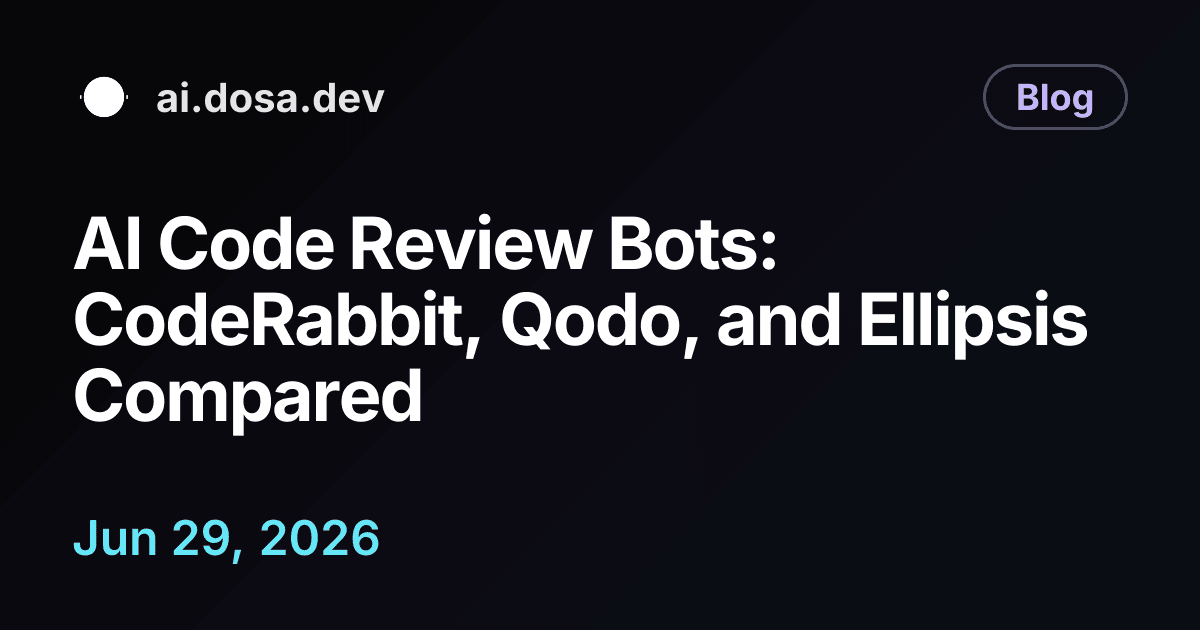 ai.dosa.dev
Blog
AI Code Review Bots:
CodeRabbit, Qodo, and Ellipsis
Compared
Jun 29, 2026